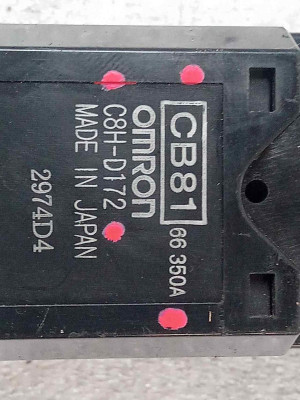 CB81 66 350A
OMRON
C8H-D172
MADE IN JAPAN
2974D4